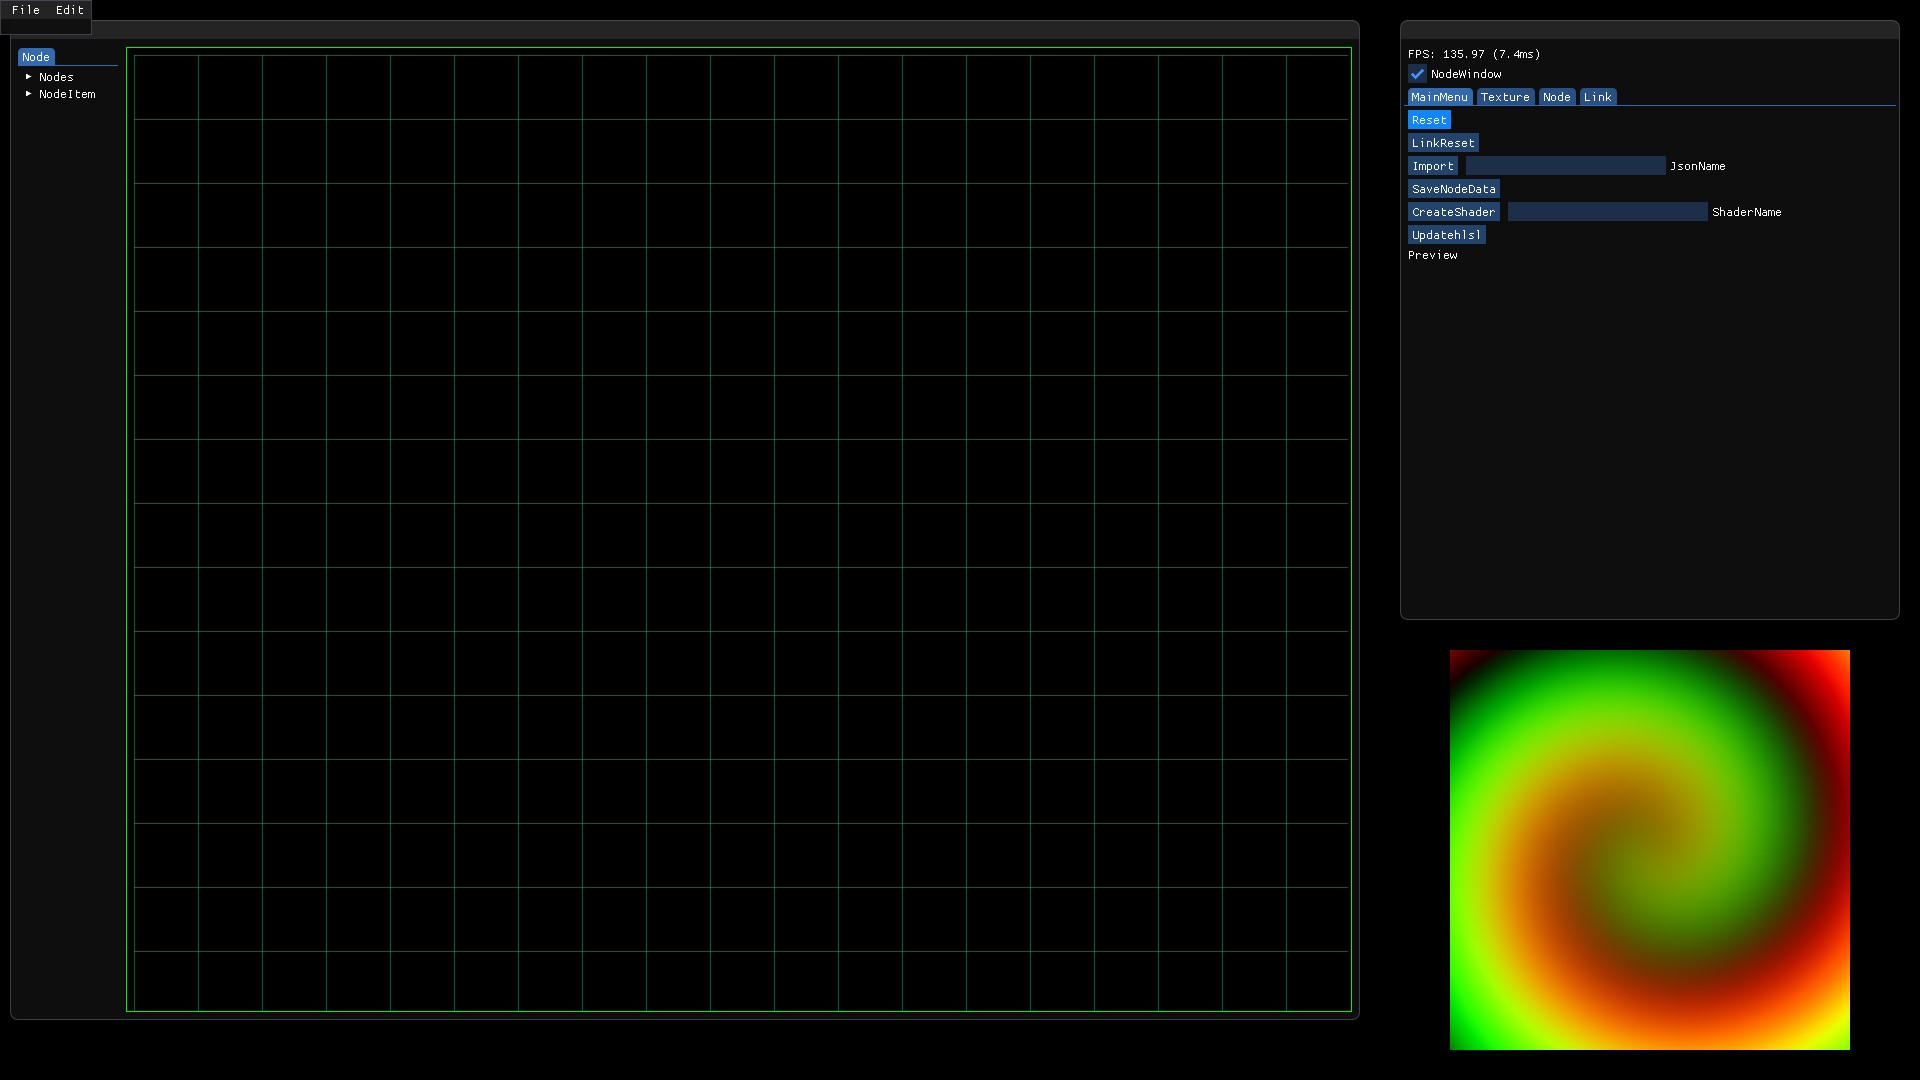 File Edit
Node
Nodes
NodeItem
FPS: 135.97 (7.4ms)
NodeWindow
MainMenu Texture Node Link
Reset
LinkReset
Import JsonName
SaveNodeData
CreateShader ShaderName
Updatehlsl
Preview